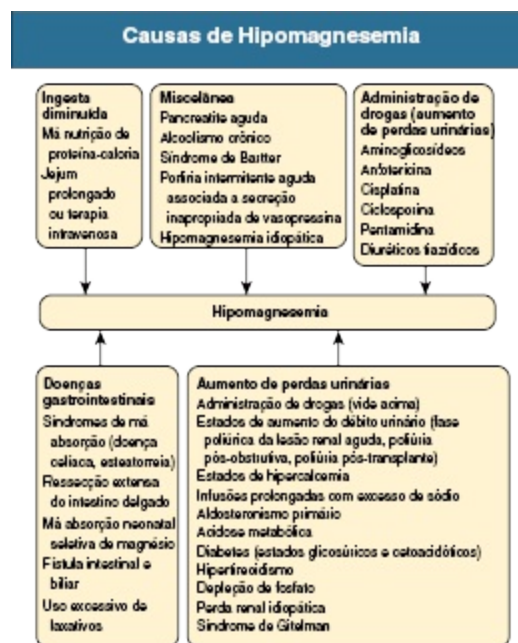 Causas de Hipomagnesemia
Ingesta
diminuída
Má nutrição de
proteína-caloria
Jejum
prolongado
ou terapia
intravenosa
Miscelânea
Pancreatite aguda
Alcoolismo crônico
Síndrome de Bartter
Porfiria intermitente aguda
associada a secreção
inapropriada de vasopressina
Hipomagnesemia idiopática
Administração de
drogas (aumento
de perdas urinárias)
Aminoglicosídeos
Anfotericina
Cisplatina
Ciclosporina
Pentamidina
Diuréticos tiazídicos
Hipomagnesemia
Doenças
gastrointestinais
Síndromes de má
absorção (doença
celíaca, esteatorreia)
Ressecção extensa
do intestino delgado
Má absorção neonatal
seletiva de magnésio
Fístula intestinal e
biliar
Uso excessivo de
laxativos
Aumento de perdas urinárias
Administração de drogas (vide acima)
Estados de aumento do débito urinário (fase
poliúrica da lesão renal aguda, poliúria
pós-obstrutiva, poliúria pós-transplante)
Estados de hipercalcemia
Infusões prolongadas com excesso de sódio
Aldosteronismo primário
Acidose metabólica
Diabetes (estados glicosúricos e cetoacidóticos)
Hipertireoidismo
Depleção de fosfato
Perda renal idiopática
Síndrome de Gitelman